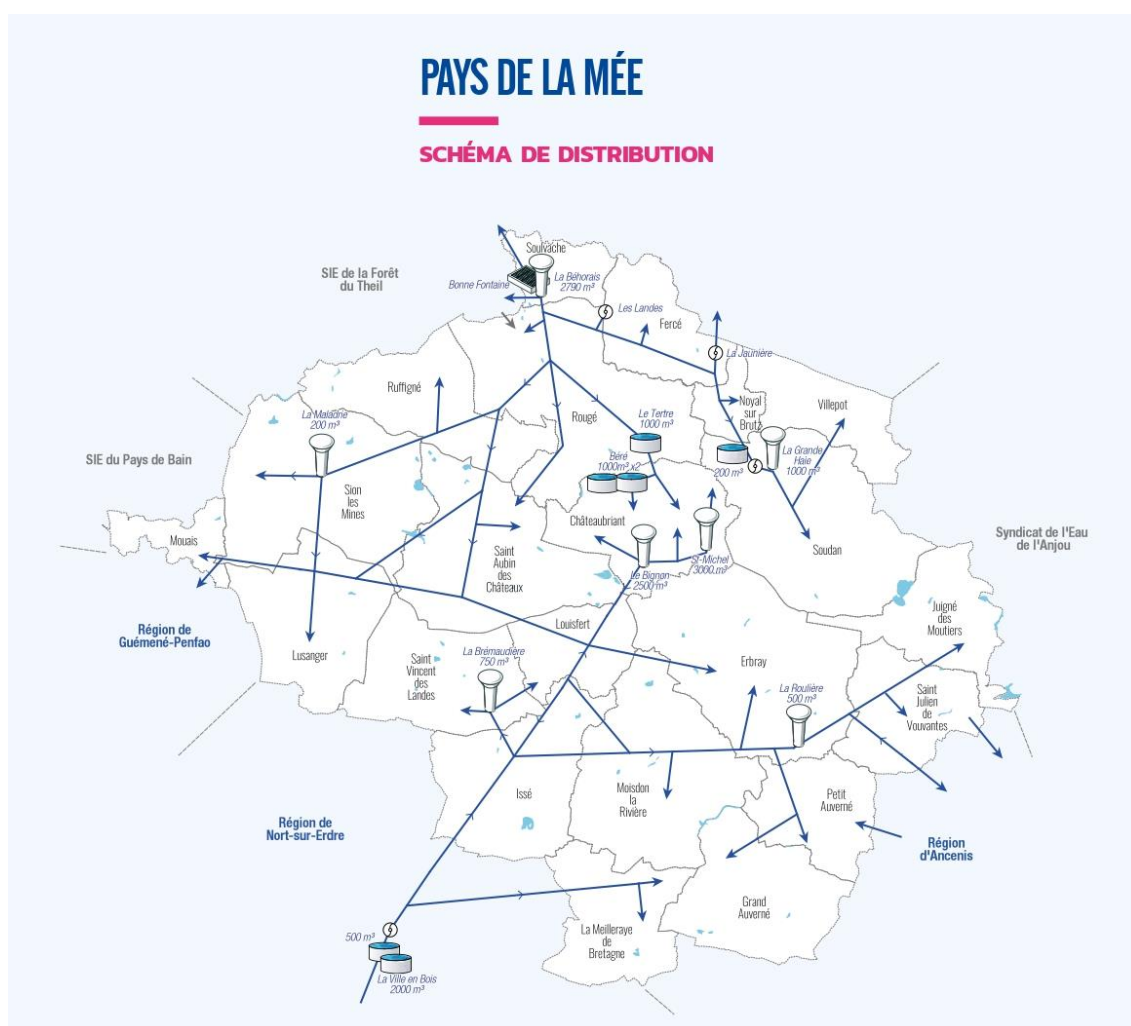 PAYS DE LA MÉE
SCHÉMA DE DISTRIBUTION
Soulvache
SIE de la Forêt
du Theil
Bonne Fontaine
La Béhorais
2790 m³
Les Landes
Fercé
La Jaunière
Ruffigné
Rougé
Noyal
sur
Brutz
Villepot
La Maladrie
200 m³
Le Tertre
1000 m³
La Grande
Haie
1000 m³
200 m³
Béré
1000m³ x2
SIE du Pays de Bain
Sion
les
Mines
Châteaubriant
Mouais
Saint
Aubin
des
Châteaux
St-Michel
3000 m³
Le Bignon
2500 m³
Soudan
Syndicat de l'Eau
de l'Anjou
Région de
Guémené-Penfao
Louisfert
Juigné
des
Moutiers
Lusanger
Saint
Vincent
des
Landes
La Brémaudière
750 m³
Erbray
La Roulière
500 m³
Saint
Julien
de
Vouvantes
Issé
Moisdon
la
Rivière
Petit
Auverné
Région de
Nort-sur-Erdre
Région
d'Ancenis
Grand
Auverné
La Meilleraye
de
Bretagne
500 m³
La Ville en Bois
2000 m³